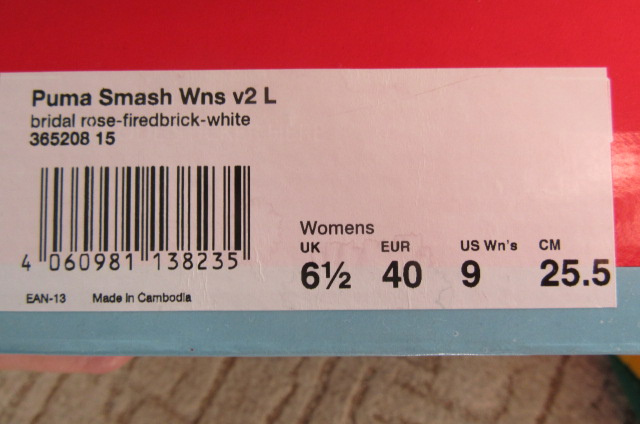 Puma Smash Wns v2 L
bridal rose-firedbrick-white
365208 15
4 060981 138235
EAN-13 Made in Cambodia
Womens
UK EUR US Wn's CM
6½ 40 9 25.5